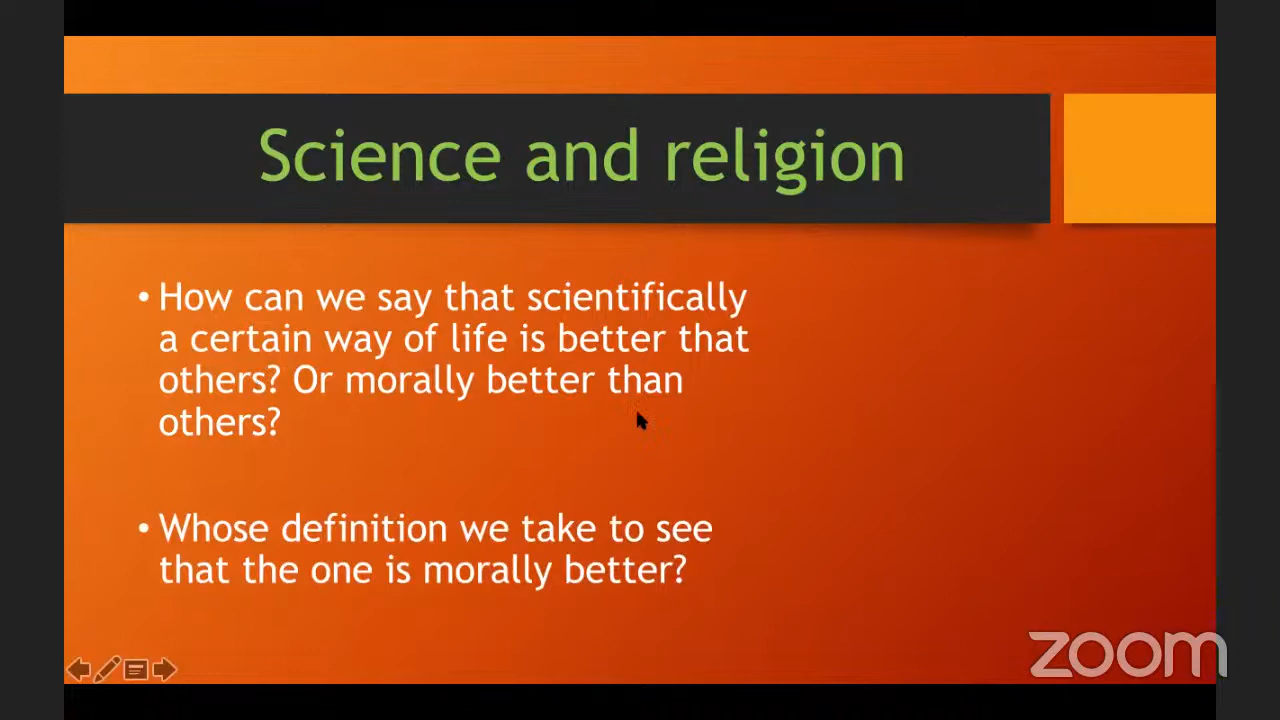 Science and religion
• How can we say that scientifically
a certain way of life is better that
others? Or morally better than
others?
• Whose definition we take to see
that the one is morally better?
zoom